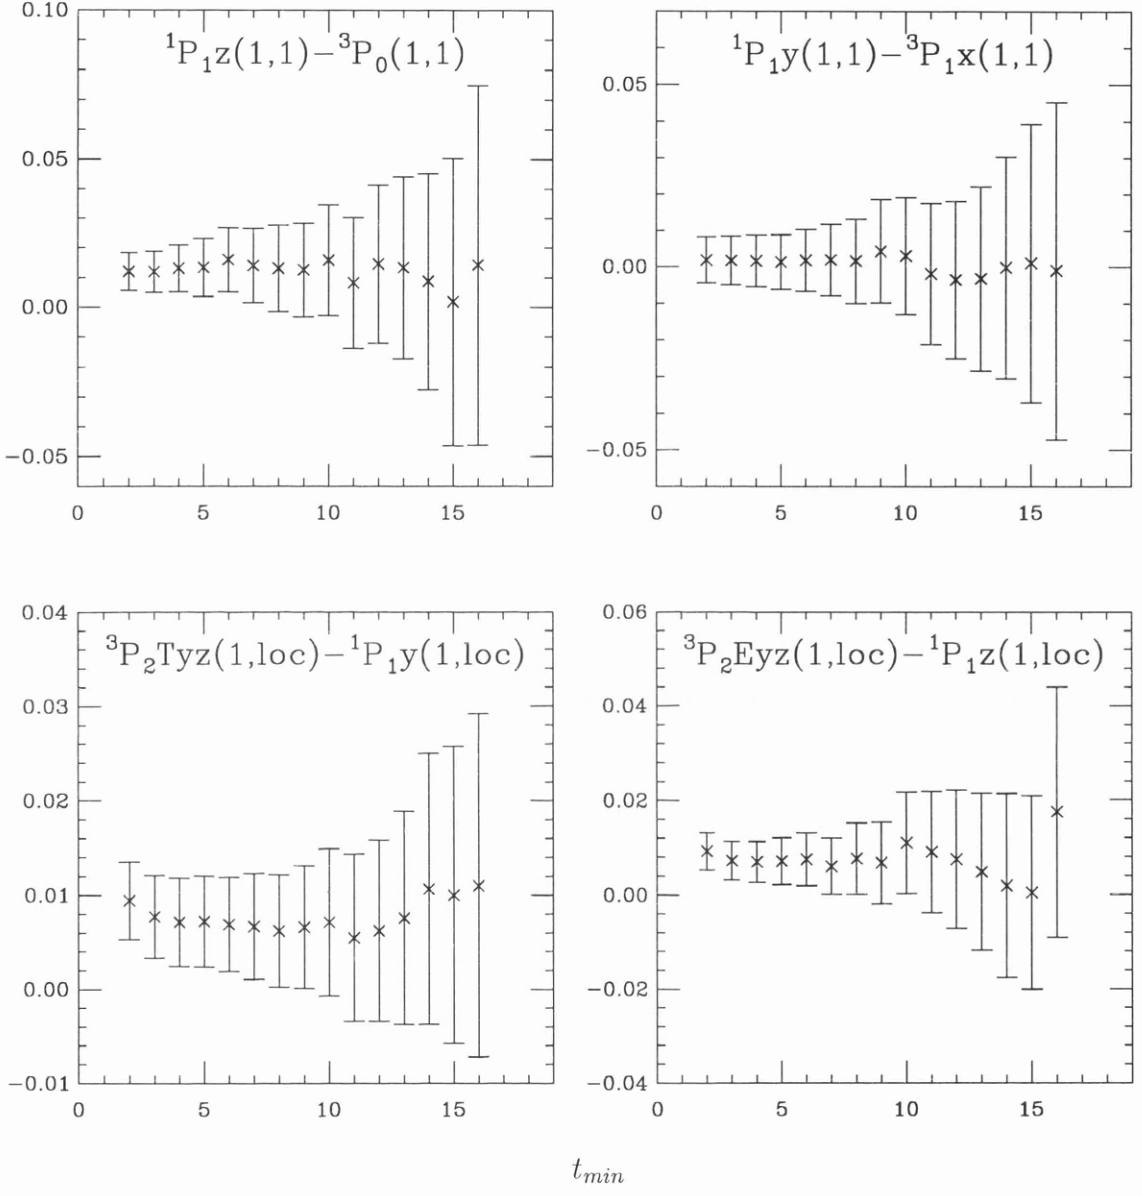 ¹P₁z(1,1)−³P₀(1,1)
0.10
0.05
0.00
−0.05
0 5 10 15
¹P₁y(1,1)−³P₁x(1,1)
0.05
0.00
−0.05
0 5 10 15
³P₂Tyz(1,loc)−¹P₁y(1,loc)
0.04
0.03
0.02
0.01
0.00
−0.01
0 5 10 15
³P₂Eyz(1,loc)−¹P₁z(1,loc)
0.06
0.04
0.02
0.00
−0.02
−0.04
0 5 10 15
t_min